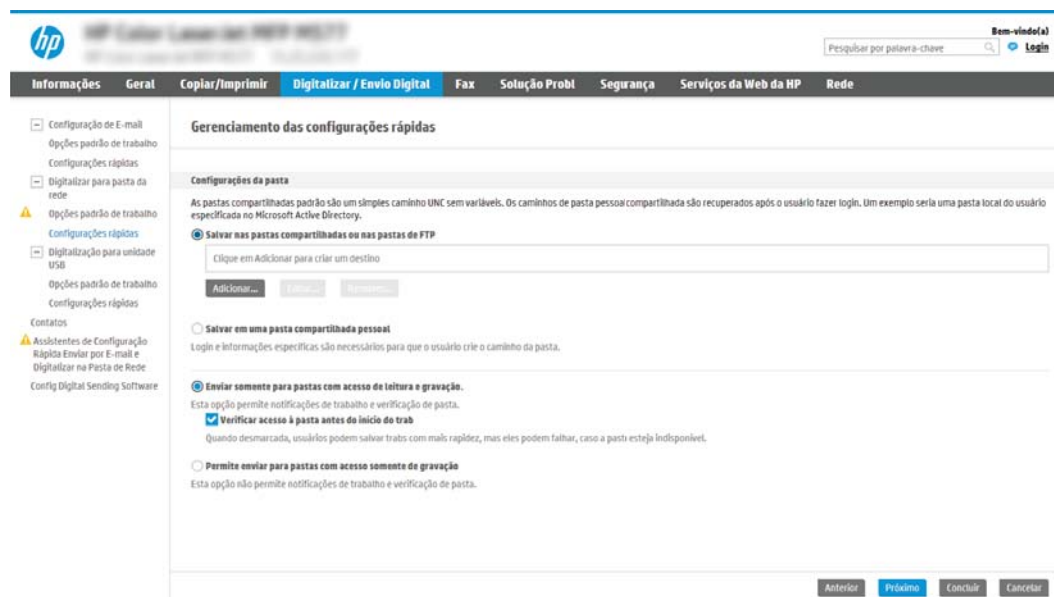 hp
Bem-vindo(a)
Pesquisar por palavra-chave
Login
Informações Geral Copiar/Imprimir Digitalizar / Envio Digital Fax Solução Probl Segurança Serviços da Web da HP Rede
Configuração de E-mail
Opções padrão de trabalho
Configurações rápidas
Digitalizar para pasta da
rede
Opções padrão de trabalho
Configurações rápidas
Digitalização para unidade
USB
Opções padrão de trabalho
Configurações rápidas
Contatos
Assistentes de Configuração
Rápida Enviar por E-mail e
Digitalizar na Pasta de Rede
Config Digital Sending Software
Gerenciamento das configurações rápidas
Configurações da pasta
As pastas compartilhadas padrão são um simples caminho UNC sem variáveis. Os caminhos de pasta pessoal compartilhada são recuperados após o usuário fazer login. Um exemplo seria uma pasta local do usuário
especificada no Microsoft Active Directory.
Salvar nas pastas compartilhadas ou nas pastas de FTP
Clique em Adicionar para criar um destino
Adicionar...
Salvar em uma pasta compartilhada pessoal
Login e informações específicas são necessários para que o usuário crie o caminho da pasta.
Enviar somente para pastas com acesso de leitura e gravação.
Esta opção permite notificações de trabalho e verificação de pasta.
Verificar acesso à pasta antes do início do trab
Quando desmarcada, usuários podem salvar trabs com mais rapidez, mas eles podem falhar, caso a pasti esteja indisponível.
Permite enviar para pastas com acesso somente de gravação
Esta opção não permite notificações de trabalho e verificação de pasta.
Anterior Próximo Concluir Cancelar